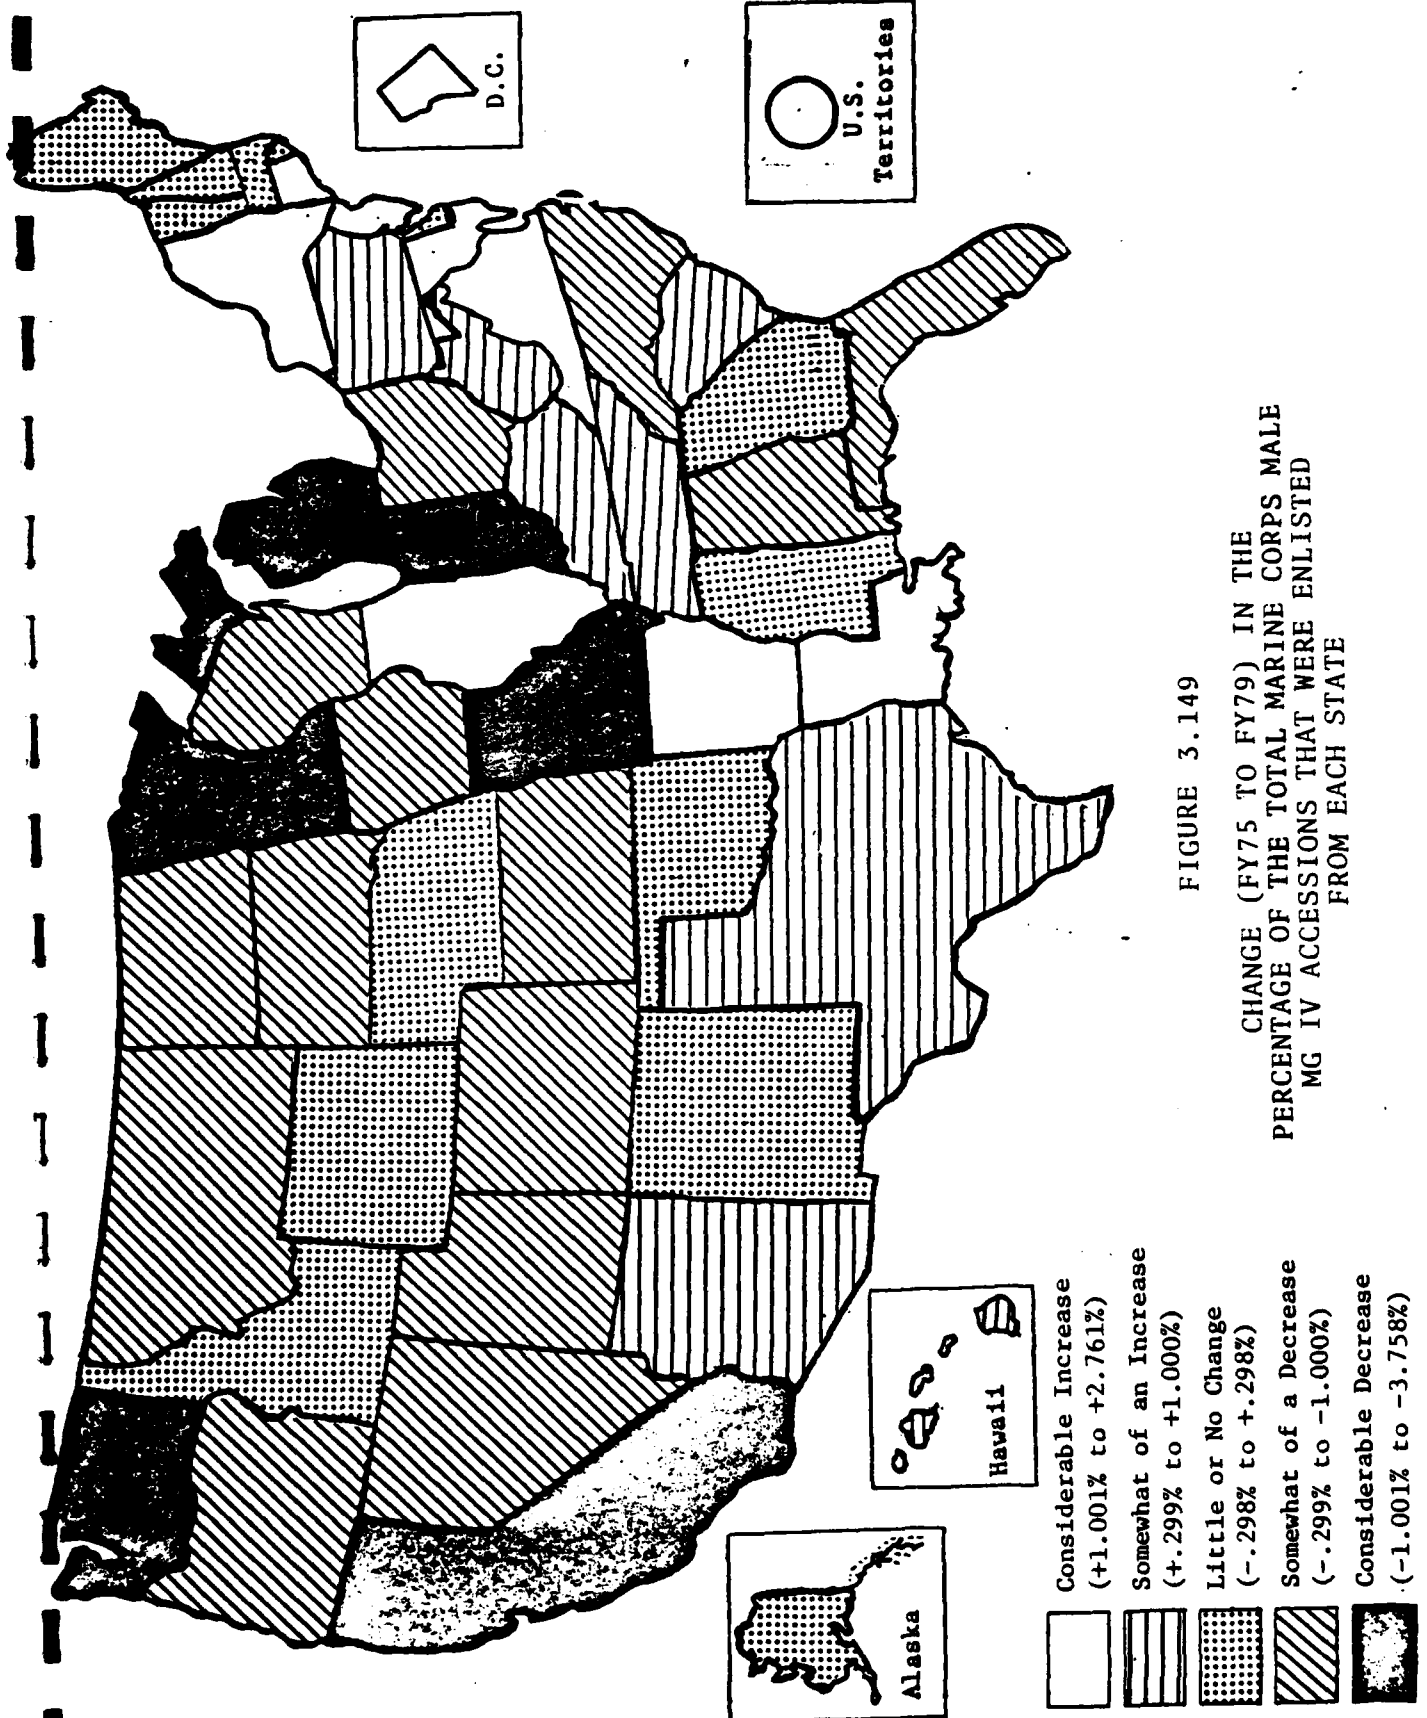 D.C.
U.S.
Territories
Alaska
Hawaii
Considerable Increase
(+1.001% to +2.761%)
Somewhat of an Increase
(+.299% to +1.000%)
Little or No Change
(-.298% to +.298%)
Somewhat of a Decrease
(-.299% to -1.000%)
Considerable Decrease
(-1.001% to -3.758%)
FIGURE 3.149
CHANGE (FY75 TO FY79) IN THE
PERCENTAGE OF THE TOTAL MARINE CORPS MALE
MG IV ACCESSIONS THAT WERE ENLISTED
FROM EACH STATE